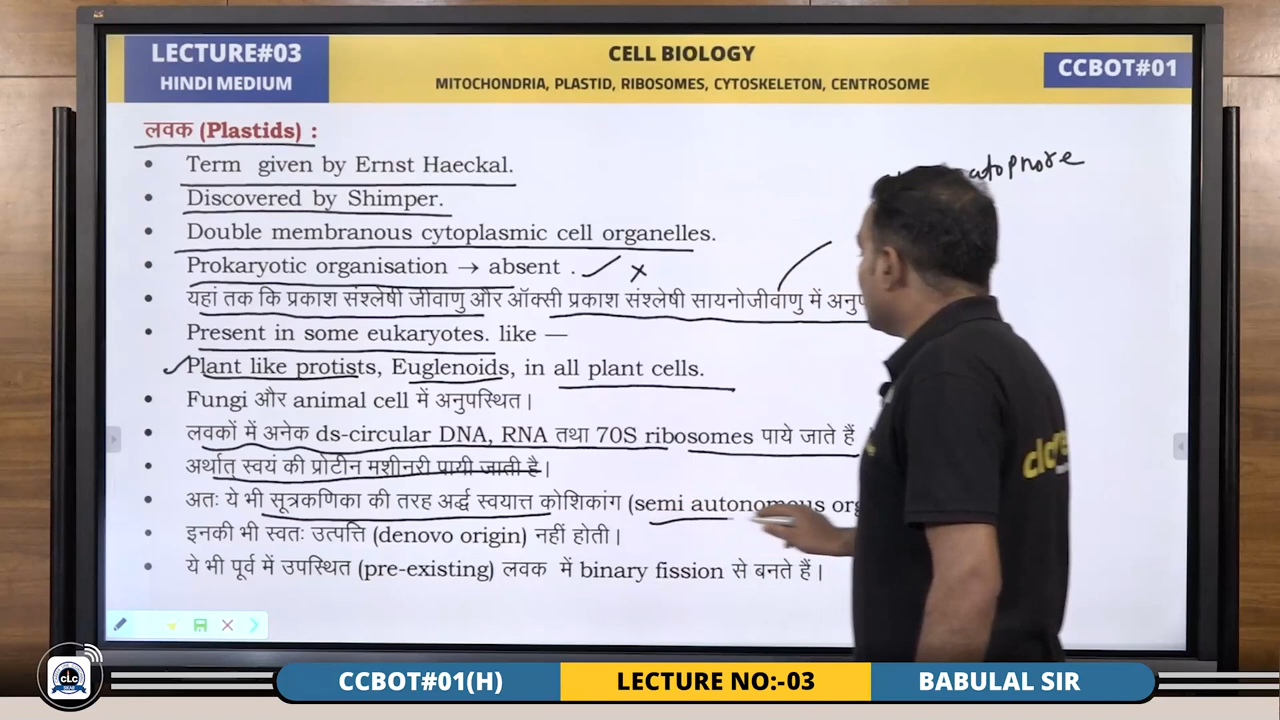 LECTURE#03
HINDI MEDIUM
CELL BIOLOGY
MITOCHONDRIA, PLASTID, RIBOSOMES, CYTOSKELETON, CENTROSOME
CCBOT#01
लवक (Plastids) :
• Term given by Ernst Haeckal.
• Discovered by Shimper.
• Double membranous cytoplasmic cell organelles.
• Prokaryotic organisation → absent .
• यहां तक कि प्रकाश संश्लेषी जीवाणु और ऑक्सी प्रकाश संश्लेषी सायनोजीवाणु में
• Present in some eukaryotes. like —
Plant like protists, Euglenoids, in all plant cells.
• Fungi और animal cell में अनुपस्थित।
• लवकों में अनेक ds-circular DNA, RNA तथा 70S ribosomes पाये जाते हैं
• अर्थात् स्वयं की प्रोटीन मशीनरी पायी जाती है।
• अतः ये भी सूत्रकणिका की तरह अर्द्ध स्वयात्त कोशिकांग (semi autonomous
• इनकी भी स्वतः उत्पत्ति (denovo origin) नहीं होती।
• ये भी पूर्व में उपस्थित (pre-existing) लवक में binary fission से बनते हैं।
CLC
CCBOT#01(H)
LECTURE NO:-03
BABULAL SIR